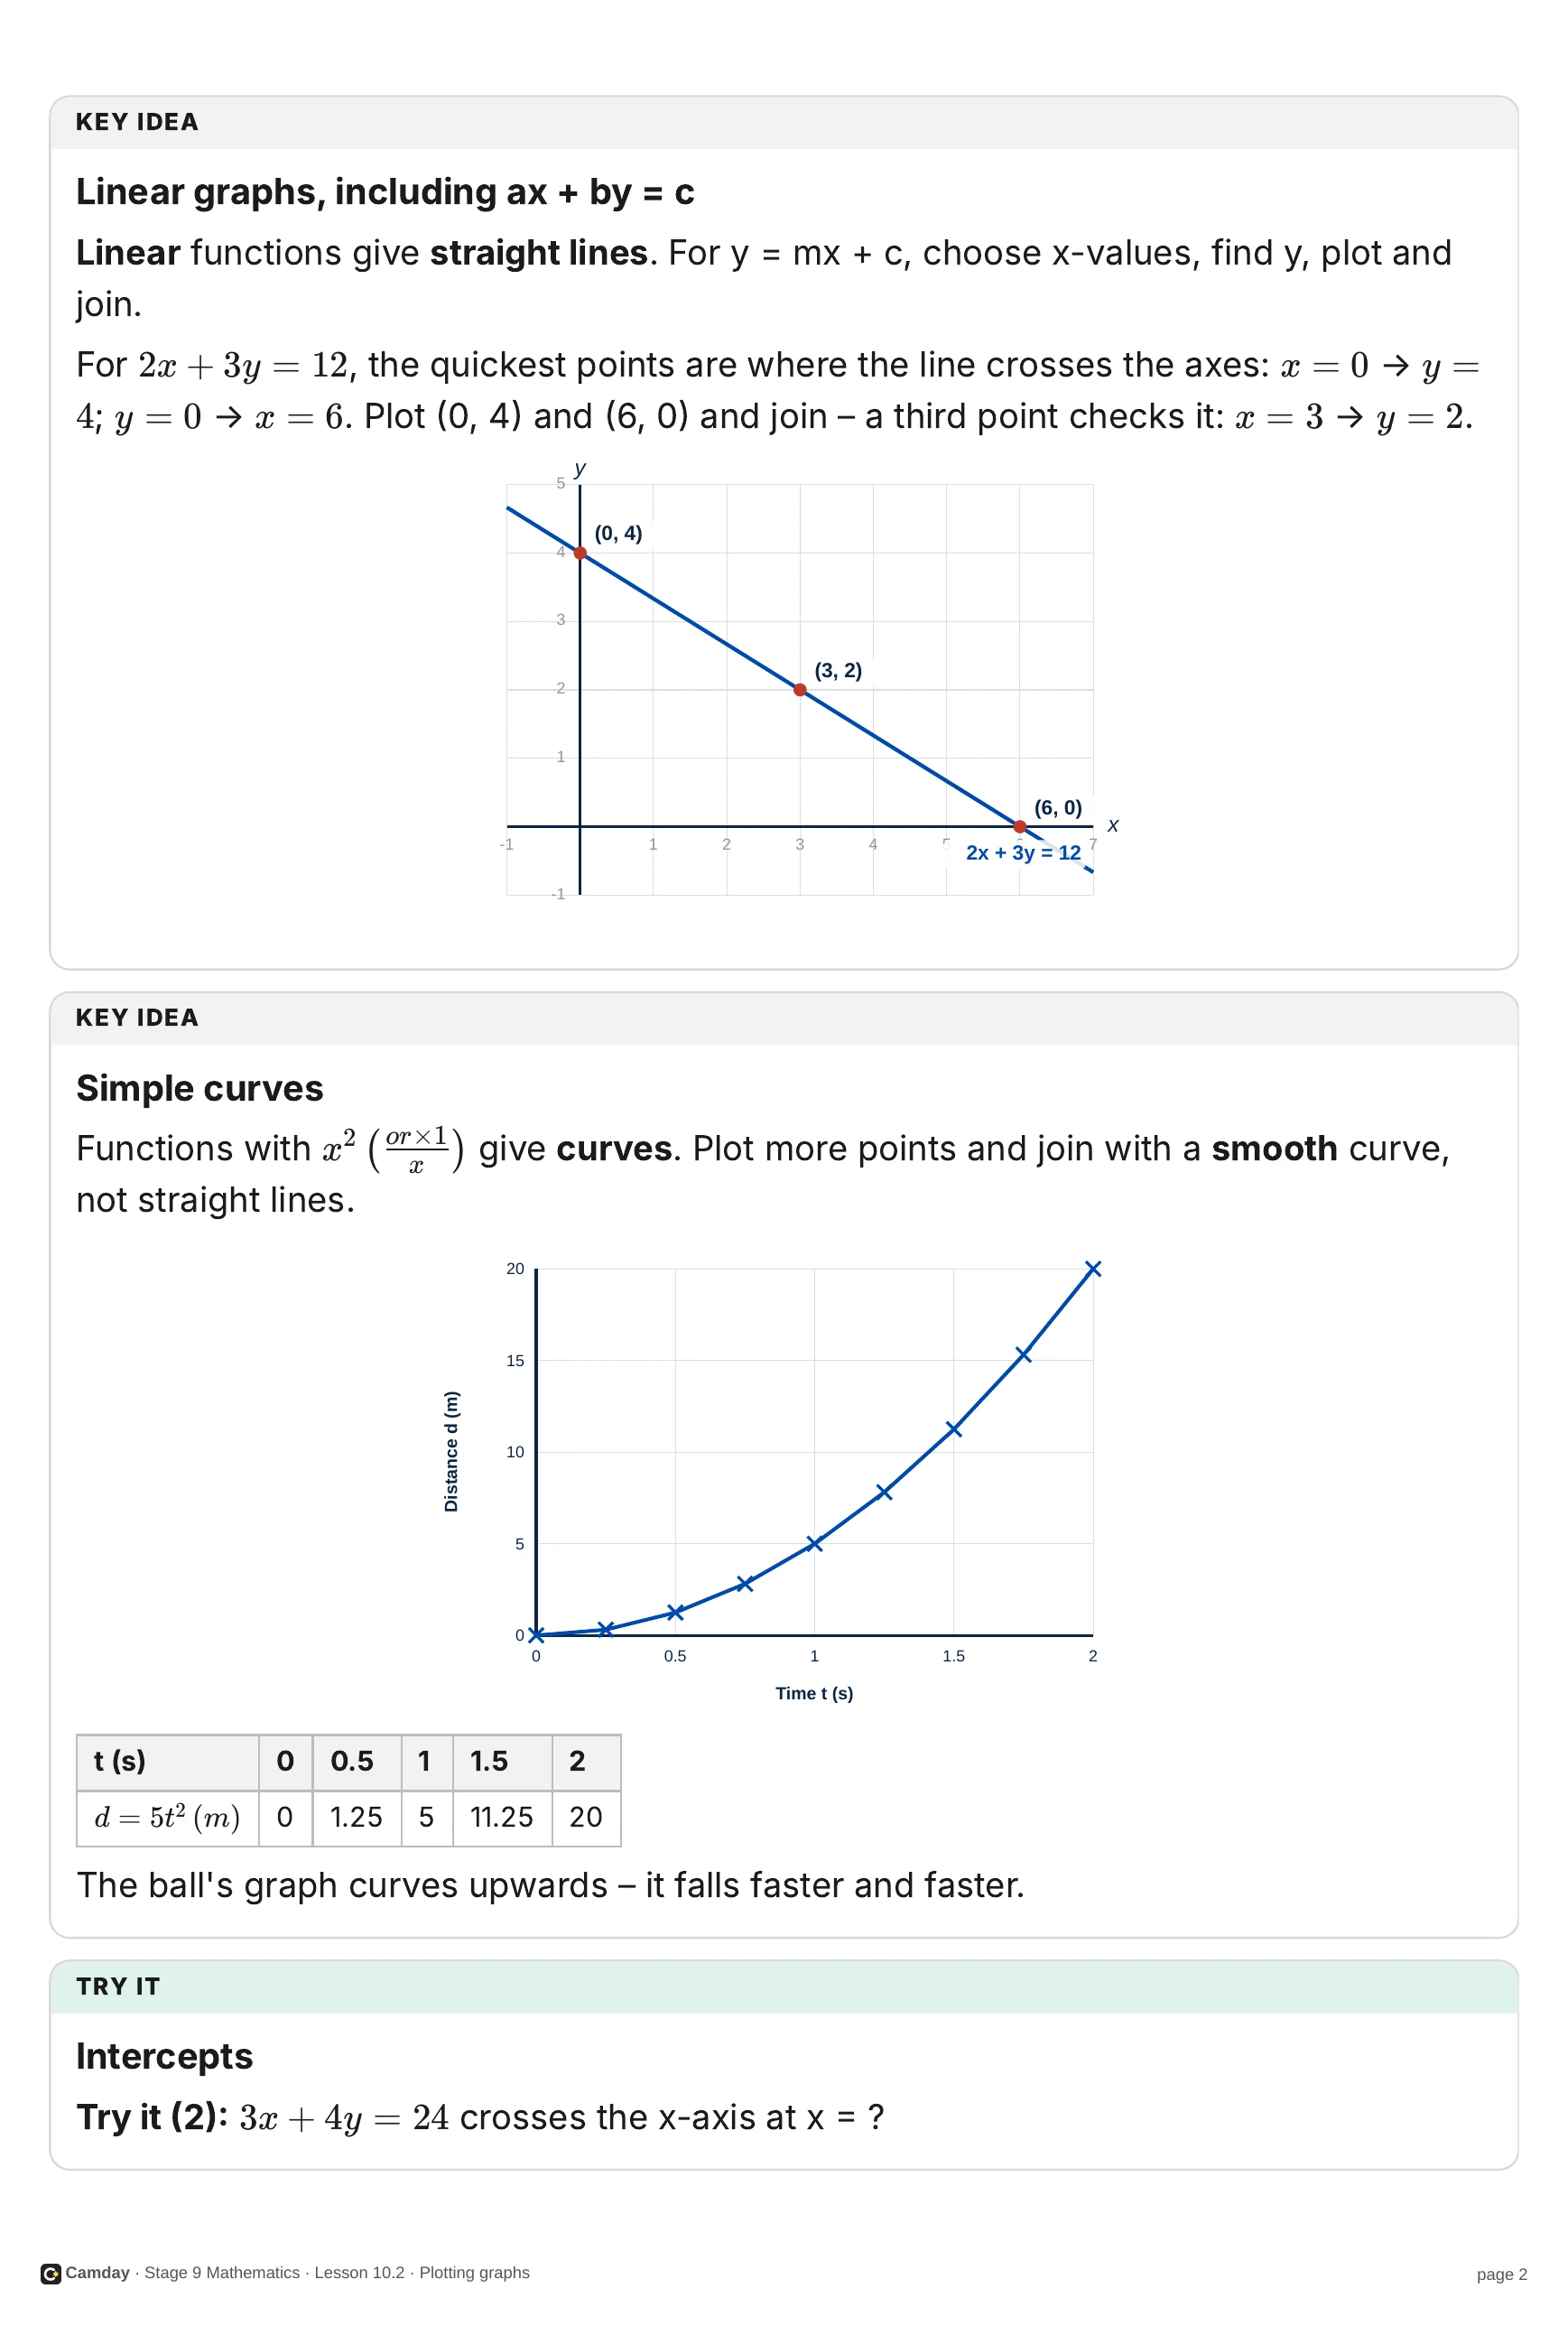 KEY IDEA
Linear graphs, including ax + by = c
Linear functions give straight lines. For y = mx + c, choose x-values, find y, plot and
join.
For 2x + 3y = 12, the quickest points are where the line crosses the axes: x = 0 → y =
4; y = 0 → x = 6. Plot (0, 4) and (6, 0) and join – a third point checks it: x = 3 → y = 2.
y
5
(0, 4)
4
3
(3, 2)
2
1
(6, 0)
x
-1 1 2 3 4 5 7
2x + 3y = 12
-1
KEY IDEA
Simple curves
Functions with x² (or×1/x) give curves. Plot more points and join with a smooth curve,
not straight lines.
20
15
10
5
0
Distance d (m)
0 0.5 1 1.5 2
Time t (s)
t (s) 0 0.5 1 1.5 2
d = 5t² (m) 0 1.25 5 11.25 20
The ball's graph curves upwards – it falls faster and faster.
TRY IT
Intercepts
Try it (2): 3x + 4y = 24 crosses the x-axis at x = ?
Camday · Stage 9 Mathematics · Lesson 10.2 · Plotting graphs
page 2